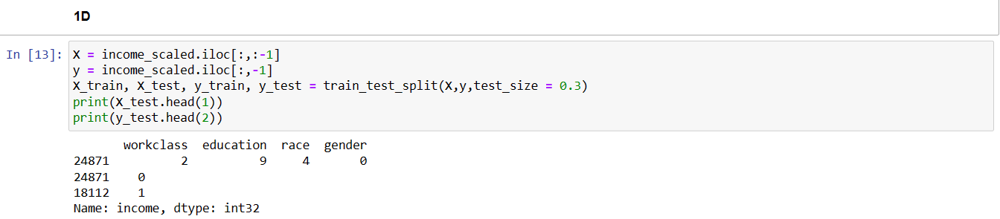 1D
In [13]: X = income_scaled.iloc[:,:-1]
y = income_scaled.iloc[:,-1]
X_train, X_test, y_train, y_test = train_test_split(X,y,test_size = 0.3)
print(X_test.head(1))
print(y_test.head(2))
workclass education race gender
24871 2 9 4 0
24871 0
18112 1
Name: income, dtype: int32